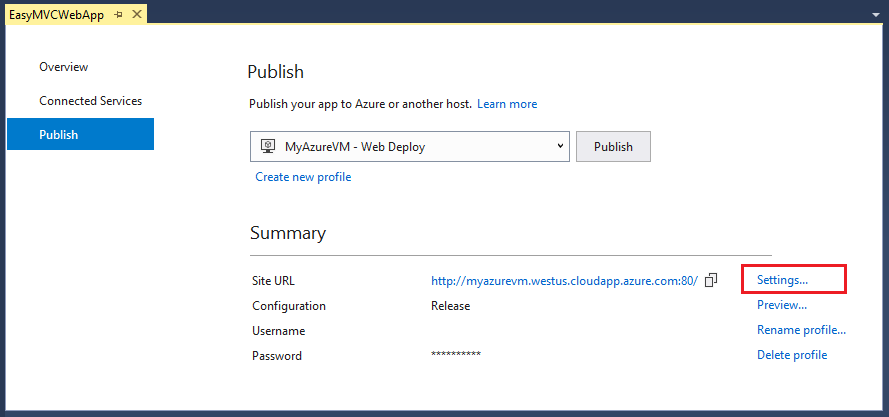 EasyMVCWebApp
Overview
Connected Services
Publish
Publish
Publish your app to Azure or another host. Learn more
MyAzureVM - Web Deploy
Publish
Create new profile
Summary
Site URL http://myazurevm.westus.cloudapp.azure.com:80/ Settings...
Configuration Release Preview...
Username Rename profile...
Password ********** Delete profile